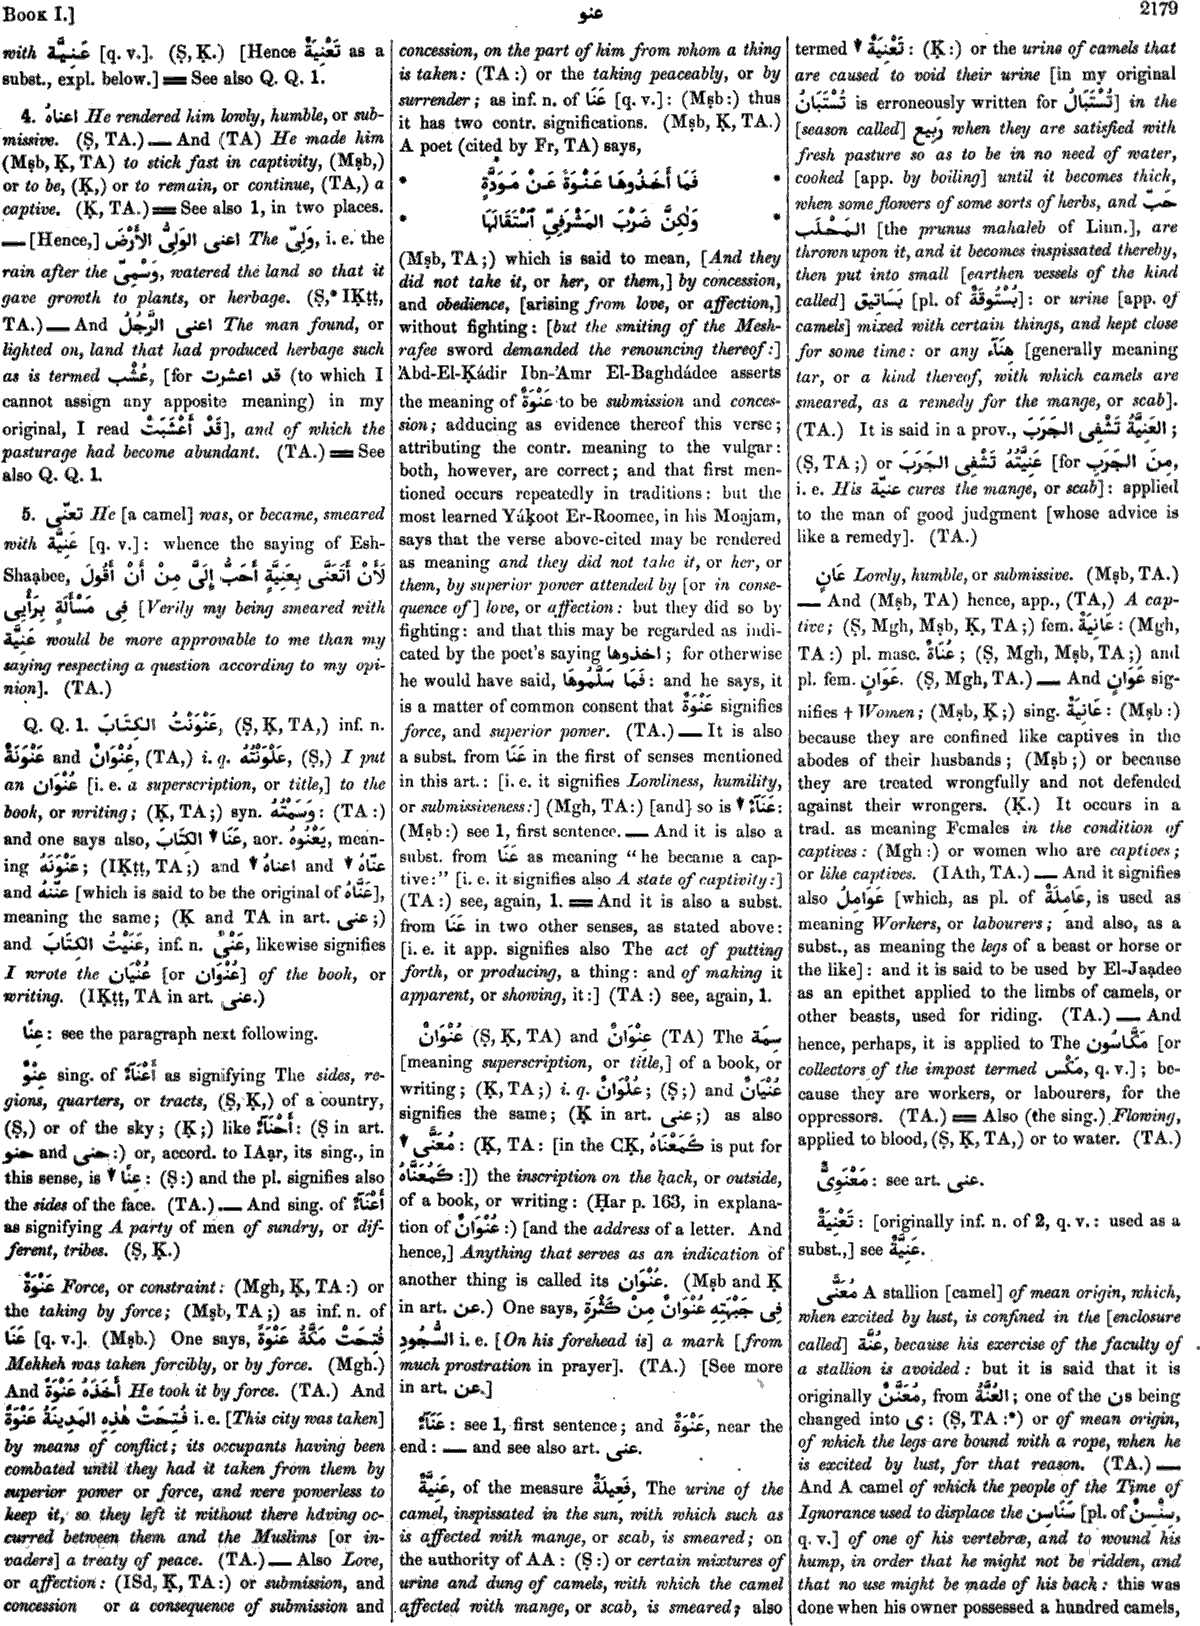 BOOK I.]
عنو
2179
with عَنِيَّة [q. v.]. (Ṣ, Ḳ.) [Hence تَعْنِيَةٌ as a
subst., expl. below.] ═ See also Q. Q. 1.
4. اعناهُ He rendered him lowly, humble, or sub-
missive. (Ṣ, TA.) — And (TA) He made him
(Mṣb, Ḳ, TA) to stick fast in captivity, (Mṣb,)
or to be, (Ḳ,) or to remain, or continue, (TA,) a
captive. (Ḳ, TA.) ═ See also 1, in two places.
— [Hence,] اعنى الوَلِىُّ الأَرْضَ The وَلِىّ, i. e. the
rain after the وَسْمِىّ, watered the land so that it
gave growth to plants, or herbage. (Ṣ,* IḲṭṭ,
TA.) — And اعنى الرَّجُلُ The man found, or
lighted on, land that had produced herbage such
as is termed عُشْب, [for قد اعشرت (to which I
cannot assign any apposite meaning) in my
original, I read قَدْ أَعْشَبَتْ], and of which the
pasturage had become abundant. (TA.) ═ See
also Q. Q. 1.
5. تعنّى He [a camel] was, or became, smeared
with عَنِيَّة [q. v.]: whence the saying of Esh-
Shaạbee, لَأَنْ أَتَعَنَّى بِعَنِيَّةٍ أَحَبُّ إِلَىَّ مِنْ أَنْ أَقُولَ
فِى مَسْأَلَةٍ بِرَأْيِى [Verily my being smeared with
عَنِيَّة would be more approvable to me than my
saying respecting a question according to my opi-
nion]. (TA.)
Q. Q. 1. عَنْوَنْتُ الكِتَابَ, (Ṣ, Ḳ, TA,) inf. n.
عَنْوَنَةٌ and عُنْوَانٌ, (TA,) i. q. عَلْوَنْتُهُ, (Ṣ,) I put
an عُنْوَان [i. e. a superscription, or title,] to the
book, or writing; (Ḳ, TA;) syn. وَسَمْتُهُ: (TA:)
and one says also, عَنَا ▼ الكِتَابَ, aor. يَعْنُوهُ, mean-
ing عَنْوَنَهُ; (IḲṭṭ, TA;) and ▼ اعناهُ and ▼ عَنَّاهُ
and عَنَّنَهُ [which is said to be the original of عَنَّاهُ],
meaning the same; (Ḳ and TA in art. عنى;)
and عَنَيْتُ الكِتَابَ, inf. n. عَنْىٌ, likewise signifies
I wrote the عُنْيَان [or عُنْوَان] of the book, or
writing. (IḲṭṭ, TA in art. عنى.)
عِنًا: see the paragraph next following.
عِنْوٌ sing. of أَعْنَآءٌ as signifying The sides, re-
gions, quarters, or tracts, (Ṣ, Ḳ,) of a country,
(Ṣ,) or of the sky; (Ḳ;) like أَحْنَآءٌ: (Ṣ in art.
حنو and حنى:) or, accord. to IAạr, its sing., in
this sense, is ▼ عِنًا: (Ṣ:) and the pl. signifies also
the sides of the face. (TA.) — And sing. of أَعْنَآءٌ
as signifying A party of men of sundry, or dif-
ferent, tribes. (Ṣ, Ḳ.)
عَنْوَةٌ Force, or constraint: (Mgh, Ḳ, TA:) or
the taking by force; (Mṣb, TA;) as inf. n. of
عَنَا [q. v.]. (Mṣb.) One says, فُتِحَتْ مَكَّةُ عَنْوَةً
Mekkeh was taken forcibly, or by force. (Mgh.)
And أَخَذَهُ عَنْوَةً He took it by force. (TA.) And
فُتِحَتْ هٰذِهِ المَدِينَةُ عَنْوَةً i. e. [This city was taken]
by means of conflict; its occupants having been
combated until they had it taken from them by
superior power or force, and were powerless to
keep it, so they left it without there having oc-
curred between them and the Muslims [or in-
vaders] a treaty of peace. (TA.) — Also Love,
or affection: (ISd, Ḳ, TA:) or submission, and
concession or a consequence of submission and
concession, on the part of him from whom a thing
is taken: (TA:) or the taking peaceably, or by
surrender; as inf. n. of عَنَا [q. v.]: (Mṣb:) thus
it has two contr. significations. (Mṣb, Ḳ, TA.)
A poet (cited by Fr, TA) says,
* فَمَا أَخَذُوهَا عَنْوَةً عَنْ مَوَدَّةٍ *
* وَلٰكِنَّ ضَرْبَ المَشْرَفِىِّ ٱسْتَقَالَهَا *
(Mṣb, TA;) which is said to mean, [And they
did not take it, or her, or them,] by concession,
and obedience, [arising from love, or affection,]
without fighting: [but the smiting of the Mesh-
rafee sword demanded the renouncing thereof:]
'Abd-El-Ḳádir Ibn-'Amr El-Baghdádee asserts
the meaning of عَنْوَةٌ to be submission and conces-
sion; adducing as evidence thereof this verse;
attributing the contr. meaning to the vulgar:
both, however, are correct; and that first men-
tioned occurs repeatedly in traditions: but the
most learned Yáḳoot Er-Roomee, in his Moạjam,
says that the verse above-cited may be rendered
as meaning and they did not take it, or her, or
them, by superior power attended by [or in conse-
quence of] love, or affection: but they did so by
fighting: and that this may be regarded as indi-
cated by the poet's saying اخذوها; for otherwise
he would have said, فَمَا سَلَّمُوهَا: and he says, it
is a matter of common consent that عَنْوَةٌ signifies
force, and superior power. (TA.) — It is also
a subst. from عَنَا in the first of senses mentioned
in this art.: [i. e. it signifies Lowliness, humility,
or submissiveness:] (Mgh, TA:) [and] so is ▼ عَنَآءٌ:
(Mṣb:) see 1, first sentence. — And it is also a
subst. from عَنَا as meaning "he became a cap-
tive:" [i. e. it signifies also A state of captivity:]
(TA:) see, again, 1. ═ And it is also a subst.
from عَنَا in two other senses, as stated above:
[i. e. it app. signifies also The act of putting
forth, or producing, a thing: and of making it
apparent, or showing, it:] (TA:) see, again, 1.
عُنْوَانٌ (Ṣ, Ḳ, TA) and عِنْوَانٌ (TA) The سِمَة
[meaning superscription, or title,] of a book, or
writing; (Ḳ, TA;) i. q. عُلْوَانٌ; (Ṣ;) and عُنْيَانٌ
signifies the same; (Ḳ in art. عنى;) as also
▼ مُعَنًّى: (Ḳ, TA: [in the CḲ, كَمَعْنَاهُ is put for
كَمُعَنَّاهُ:]) the inscription on the back, or outside,
of a book, or writing: (Ḥar p. 163, in explana-
tion of عُنْوَانٌ:) [and the address of a letter. And
hence,] Anything that serves as an indication of
another thing is called its عُنْوَان. (Mṣb and Ḳ
in art. عن.) One says, فِى جَبْهَتِهِ عُنْوَانٌ مِنْ كَثْرَةِ
السُّجُودِ i. e. [On his forehead is] a mark [from
much prostration in prayer]. (TA.) [See more
in art. عن.]
عَنَآءٌ: see 1, first sentence; and عَنْوَةٌ, near the
end: — and see also art. عنى.
عَنِيَّةٌ, of the measure فَعِيلَةٌ, The urine of the
camel, inspissated in the sun, with which such as
is affected with mange, or scab, is smeared; on
the authority of AA: (Ṣ:) or certain mixtures of
urine and dung of camels, with which the camel
affected with mange, or scab, is smeared; also
termed ▼ تَعْنِيَةٌ: (Ḳ:) or the urine of camels that
are caused to void their urine [in my original
تُسْتَبَانُ is erroneously written for تُسْتَبَالُ] in the
[season called] رَبِيع when they are satisfied with
fresh pasture so as to be in no need of water,
cooked [app. by boiling] until it becomes thick,
when some flowers of some sorts of herbs, and حَبّ
المَحْلَب [the prunus mahaleb of Linn.], are
thrown upon it, and it becomes inspissated thereby,
then put into small [earthen vessels of the kind
called] بَسَاتِيق [pl. of بُسْتُوقَةٌ]: or urine [app. of
camels] mixed with certain things, and kept close
for some time: or any هِنَآء [generally meaning
tar, or a kind thereof, with which camels are
smeared, as a remedy for the mange, or scab].
(TA.) It is said in a prov., العَنِيَّةُ تَشْفِى الجَرَبَ;
(Ṣ, TA;) or عَنِيَّتُهُ تَشْفِى الجَرَبَ [for مِنَ الجَرَبِ,
i. e. His عنيّة cures the mange, or scab]: applied
to the man of good judgment [whose advice is
like a remedy]. (TA.)
عَانٍ Lowly, humble, or submissive. (Mṣb, TA.)
— And (Mṣb, TA) hence, app., (TA,) A cap-
tive; (Ṣ, Mgh, Mṣb, Ḳ, TA;) fem. عَانِيَةٌ: (Mgh,
TA:) pl. masc. عُنَاةٌ; (Ṣ, Mgh, Mṣb, TA;) and
pl. fem. عَوَانٍ. (Ṣ, Mgh, TA.) — And عَوَانٍ sig-
nifies † Women; (Mṣb, Ḳ;) sing. عَانِيَةٌ: (Mṣb:)
because they are confined like captives in the
abodes of their husbands; (Mṣb;) or because
they are treated wrongfully and not defended
against their wrongers. (Ḳ.) It occurs in a
trad. as meaning Females in the condition of
captives: (Mgh:) or women who are captives;
or like captives. (IAth, TA.) — And it signifies
also عَوَامِلُ [which, as pl. of عَامِلَةٌ, is used as
meaning Workers, or labourers; and also, as a
subst., as meaning the legs of a beast or horse or
the like]: and it is said to be used by El-Jaạdee
as an epithet applied to the limbs of camels, or
other beasts, used for riding. (TA.) — And
hence, perhaps, it is applied to The مَكَّاسُون [or
collectors of the impost termed مَكْس, q. v.]; be-
cause they are workers, or labourers, for the
oppressors. (TA.) ═ Also (the sing.) Flowing,
applied to blood, (Ṣ, Ḳ, TA,) or to water. (TA.)
مَعْنَوِىٌّ: see art. عنى.
تَعْنِيَةٌ: [originally inf. n. of 2, q. v.: used as a
subst.,] see عَنِيَّةٌ.
مُعَنًّى A stallion [camel] of mean origin, which,
when excited by lust, is confined in the [enclosure
called] عُنَّة, because his exercise of the faculty of
a stallion is avoided: but it is said that it is
originally مُعَنَّنٌ, from العُنَّةُ; one of the ن s being
changed into ى: (Ṣ, TA:*) or of mean origin,
of which the legs are bound with a rope, when he
is excited by lust, for that reason. (TA.) —
And A camel of which the people of the Time of
Ignorance used to displace the سَنَاسِن [pl. of سِنْسِنٌ,
q. v.] of one of his vertebræ, and to wound his
hump, in order that he might not be ridden, and
that no use might be made of his back: this was
done when his owner possessed a hundred camels,